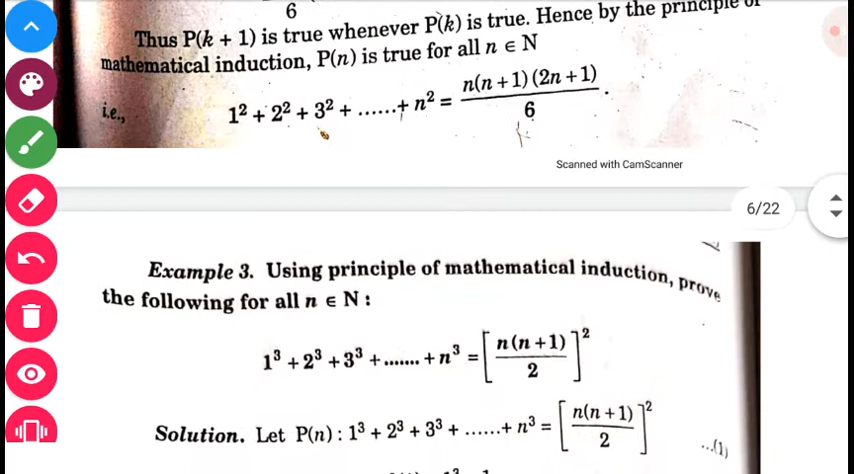 6
Thus P(k + 1) is true whenever P(k) is true. Hence by the principle of
mathematical induction, P(n) is true for all n ∈ N
i.e., 1² + 2² + 3² + ......+ n² = n(n + 1) (2n + 1) / 6 .
Scanned with CamScanner
6/22
Example 3. Using principle of mathematical induction, prove
the following for all n ∈ N :
1³ + 2³ + 3³ + ....... + n³ = [ n (n + 1) / 2 ]²
Solution. Let P(n) : 1³ + 2³ + 3³ + ......+ n³ = [ n(n + 1) / 2 ]² ...(1)